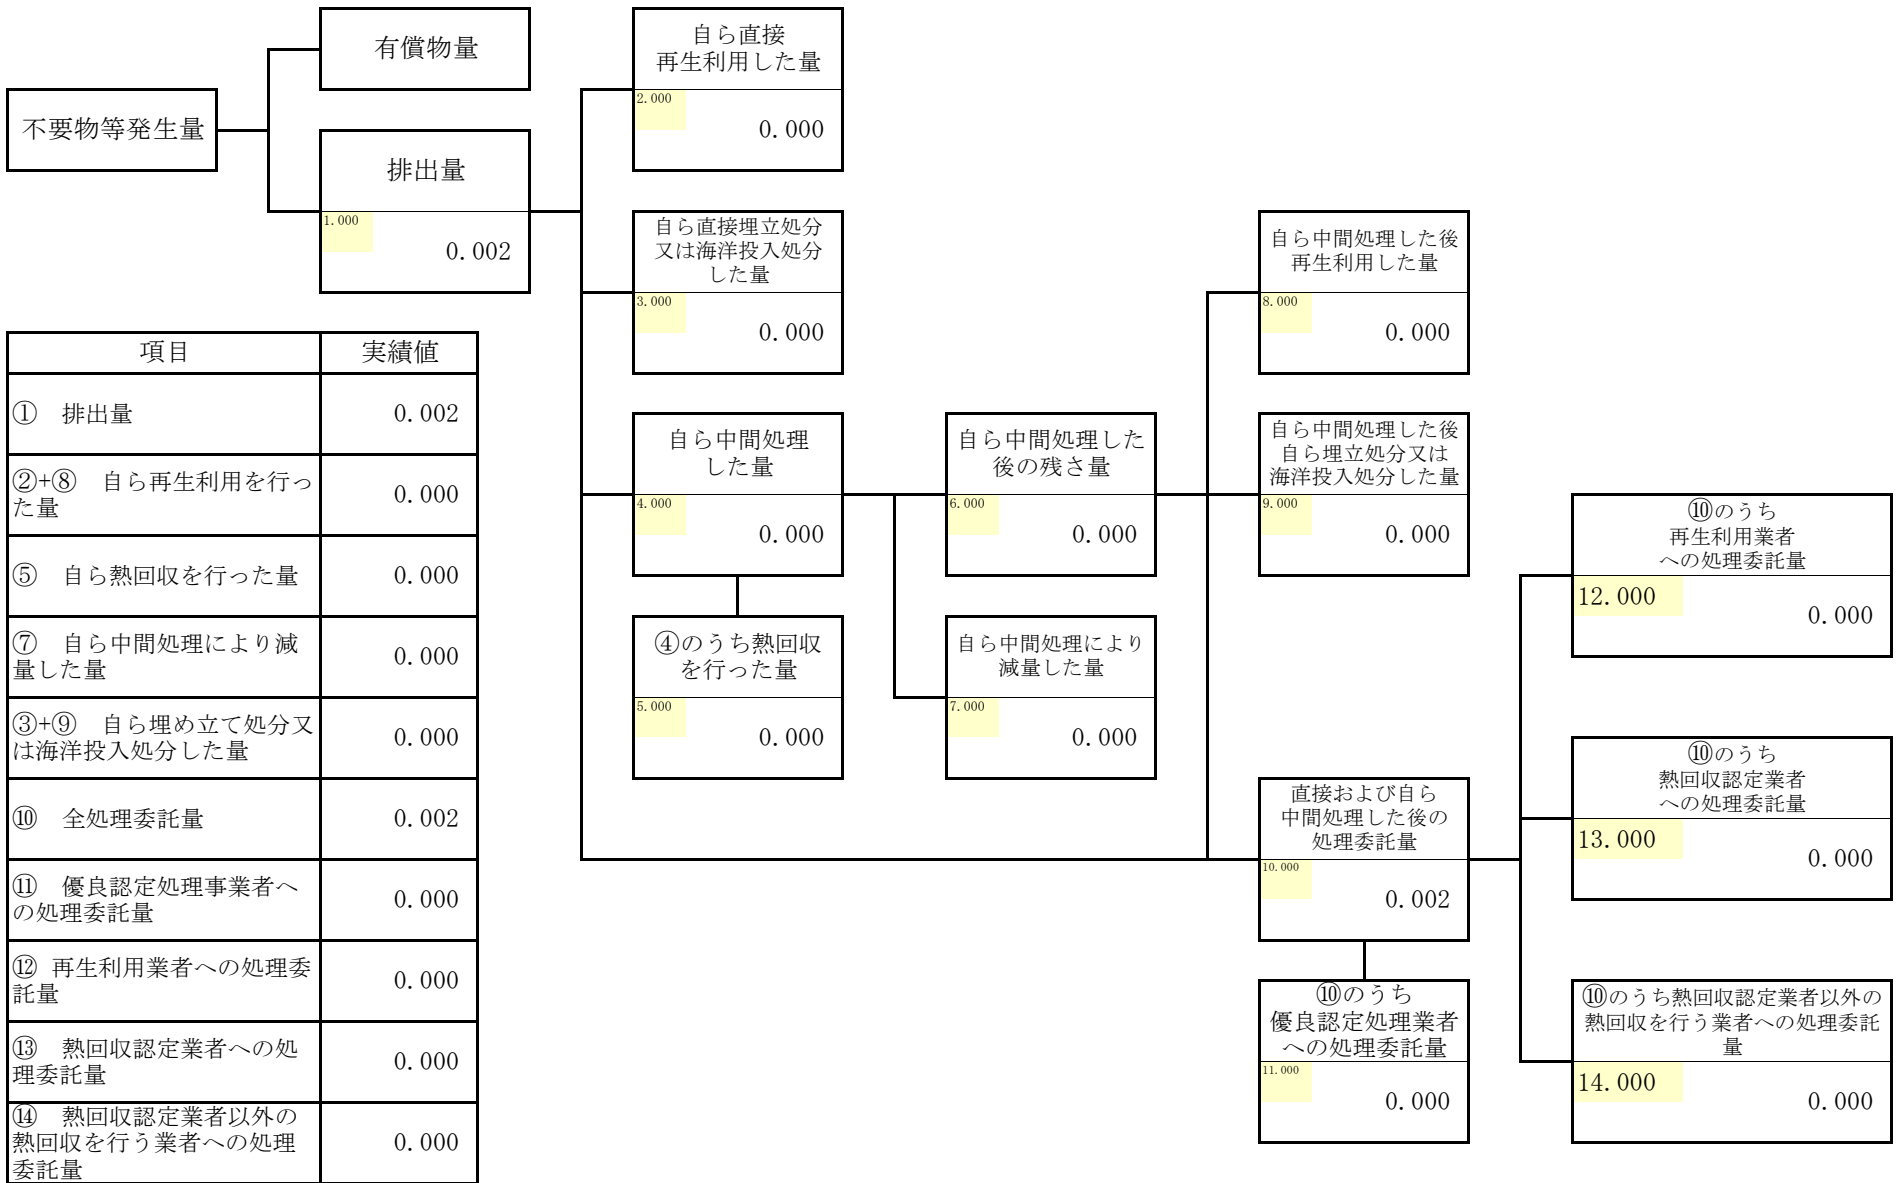 不要物等発生量
有償物量
排出量
1.000
0.002
自ら直接
再生利用した量
2.000
0.000
自ら直接埋立処分
又は海洋投入処分
した量
3.000
0.000
自ら中間処理
した量
4.000
0.000
④のうち熱回収
を行った量
5.000
0.000
自ら中間処理した
後の残さ量
6.000
0.000
自ら中間処理により
減量した量
7.000
0.000
自ら中間処理した後
再生利用した量
8.000
0.000
自ら中間処理した後
自ら埋立処分又は
海洋投入処分した量
9.000
0.000
直接および自ら
中間処理した後の
処理委託量
10.000
0.002
⑩のうち
優良認定処理業者
への処理委託量
11.000
0.000
⑩のうち
再生利用業者
への処理委託量
12.000
0.000
⑩のうち
熱回収認定業者
への処理委託量
13.000
0.000
⑩のうち熱回収認定業者以外の
熱回収を行う業者への処理委託
量
14.000
0.000
項目 実績値
① 排出量 0.002
②+⑧ 自ら再生利用を行っ
た量 0.000
⑤ 自ら熱回収を行った量 0.000
⑦ 自ら中間処理により減
量した量 0.000
③+⑨ 自ら埋め立て処分又
は海洋投入処分した量 0.000
⑩ 全処理委託量 0.002
⑪ 優良認定処理事業者へ
の処理委託量 0.000
⑫ 再生利用業者への処理委
託量 0.000
⑬ 熱回収認定業者への処
理委託量 0.000
⑭ 熱回収認定業者以外の
熱回収を行う業者への処理
委託量 0.000